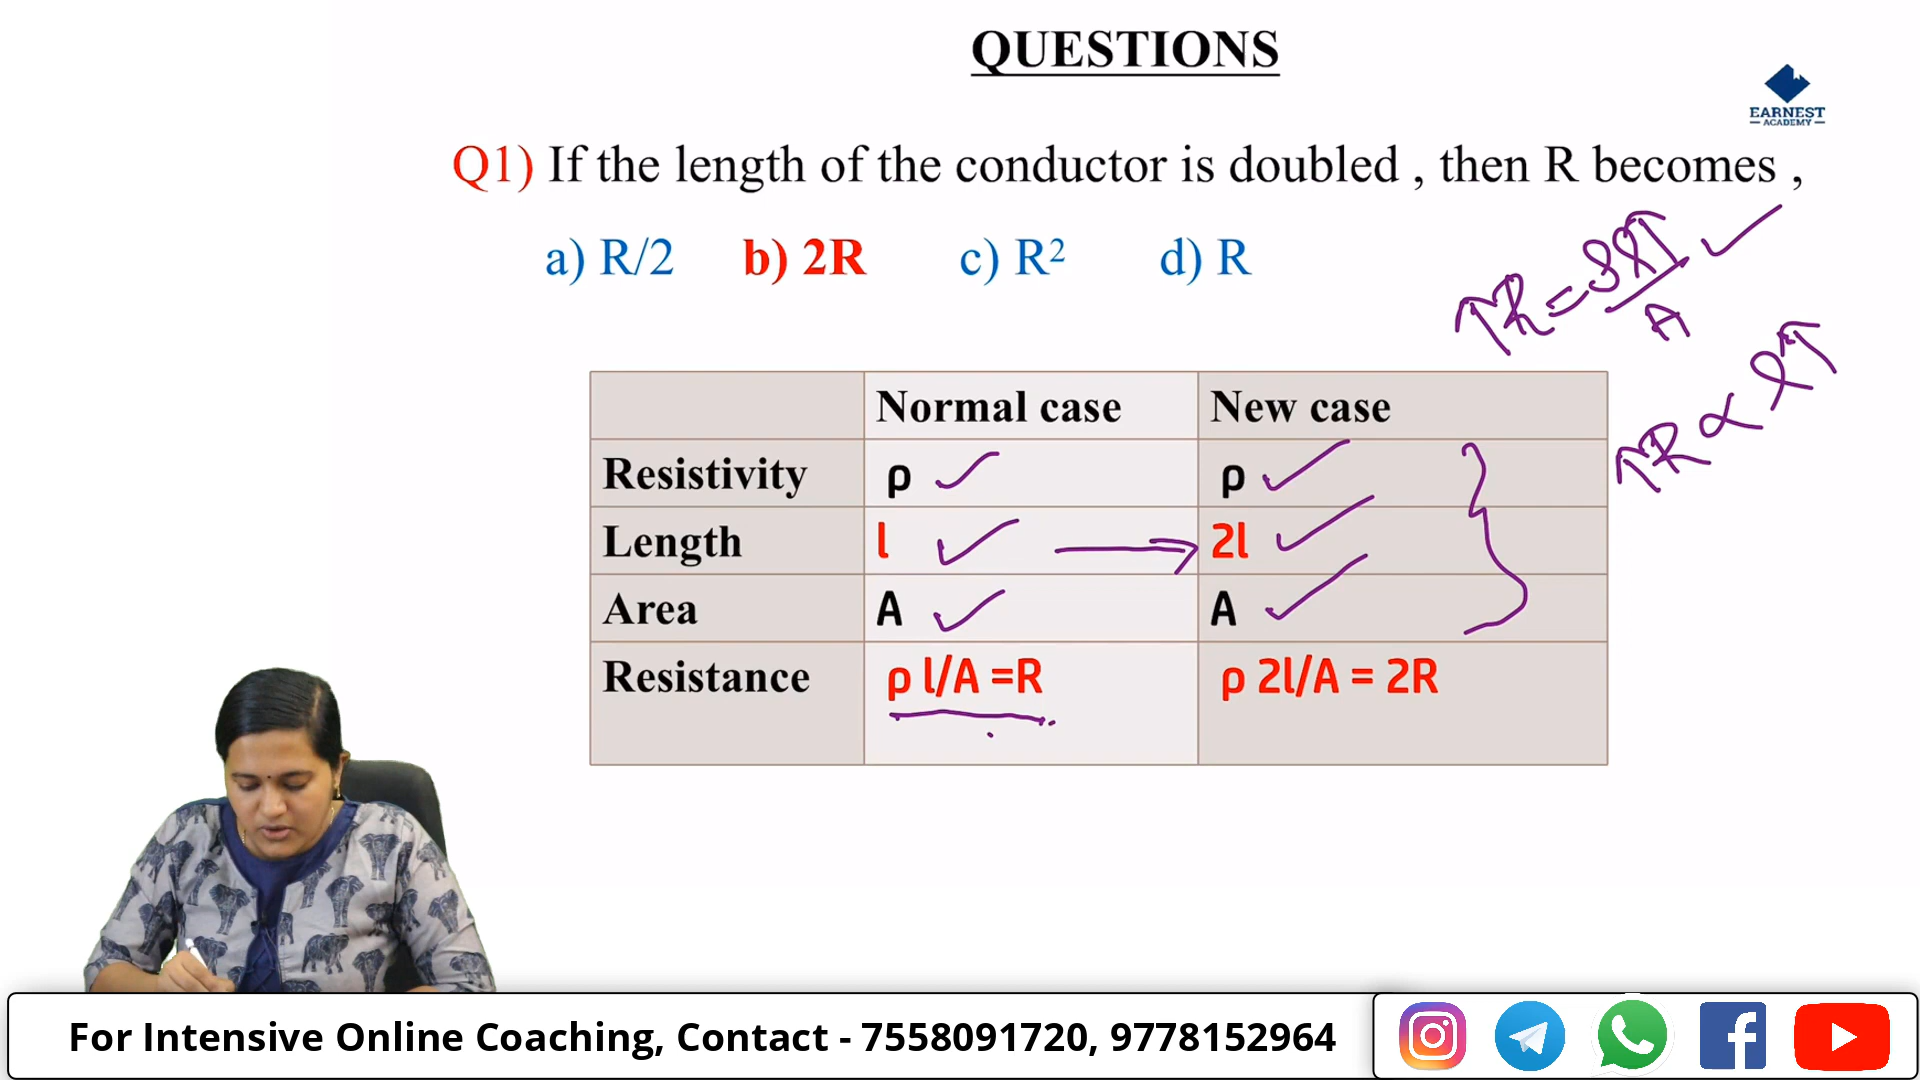 QUESTIONS
EARNEST
ACADEMY
Q1) If the length of the conductor is doubled , then R becomes ,
a) R/2 b) 2R c) R² d) R
↑R = ρl↑/A
↑R ∝ l↑
Normal case New case
Resistivity ρ ρ
Length l 2l
Area A A
Resistance ρ l/A =R ρ 2l/A = 2R
For Intensive Online Coaching, Contact - 7558091720, 9778152964